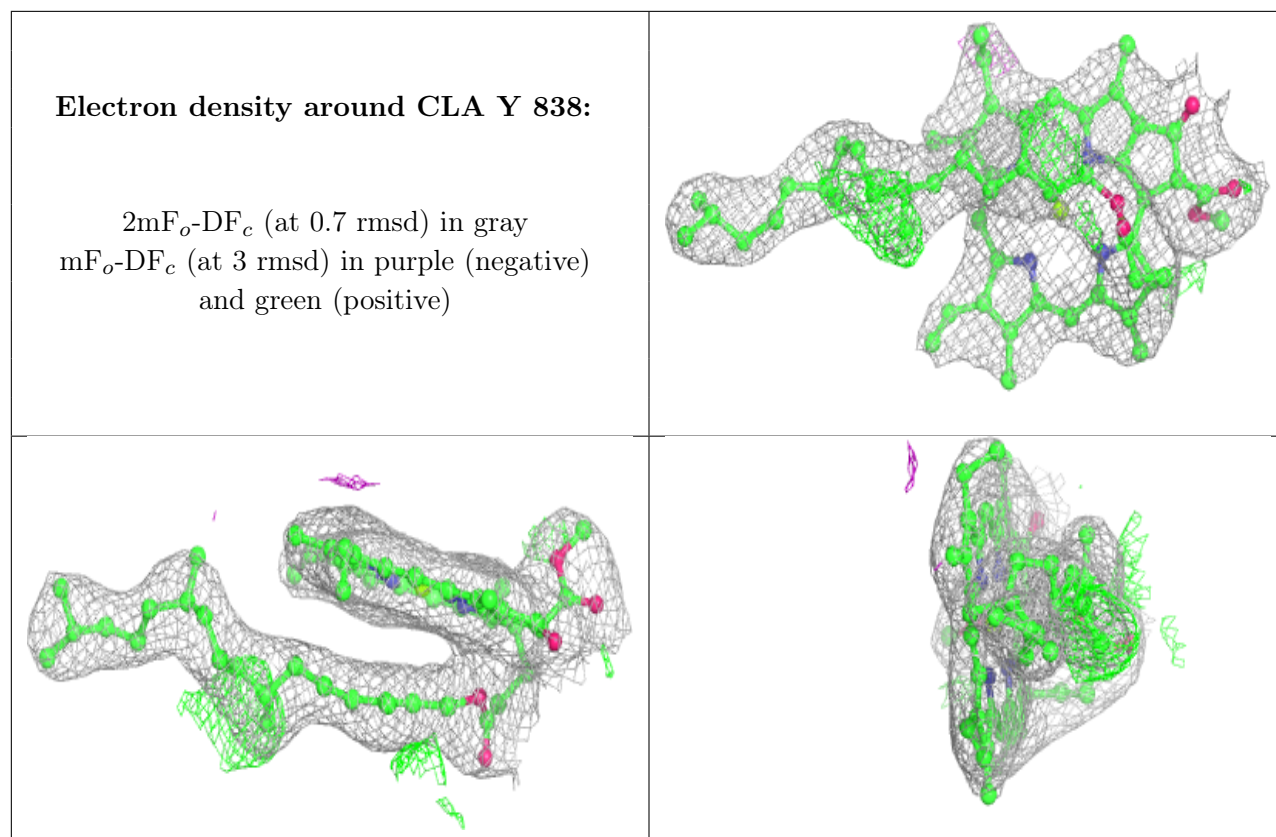 Electron density around CLA Y 838:
2mFo-DFc (at 0.7 rmsd) in gray
mFo-DFc (at 3 rmsd) in purple (negative)
and green (positive)